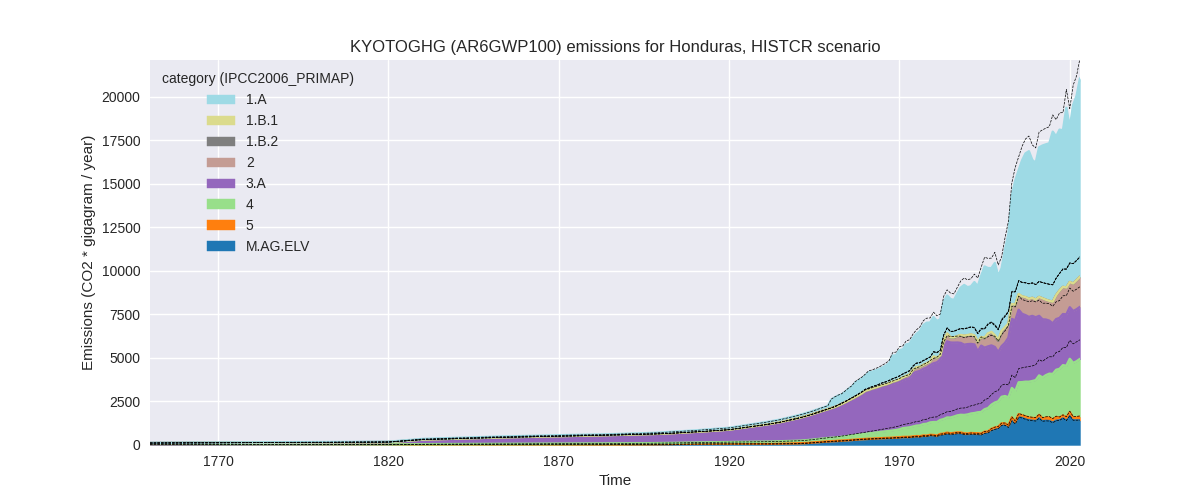 KYOTOGHG (AR6GWP100) emissions for Honduras, HISTCR scenario
category (IPCC2006_PRIMAP)
1.A
1.B.1
1.B.2
2
3.A
4
5
M.AG.ELV
Emissions (CO2 * gigagram / year)
20000
17500
15000
12500
10000
7500
5000
2500
0
1770 1820 1870 1920 1970 2020
Time